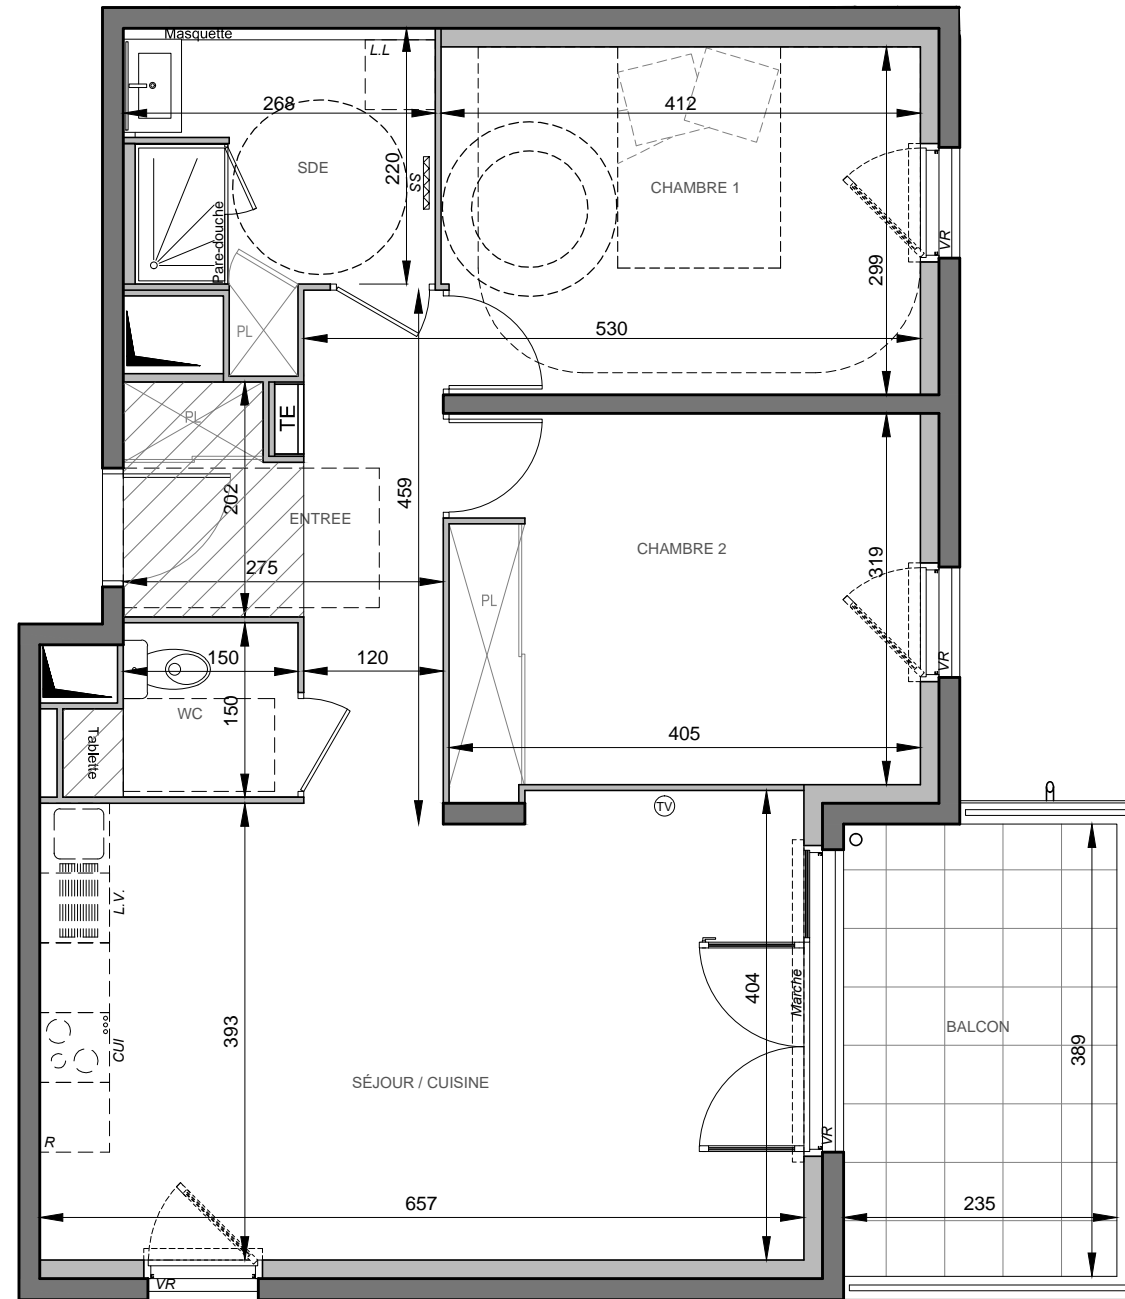 Masquette
L.L
268
412
SDE
220
SS
CHAMBRE 1
VR
Pare-douche
299
PL
530
PL
TE
202
ENTREE
459
275
CHAMBRE 2
319
PL
150
120
VR
WC
150
Tablette
405
TV
L.V.
404
Marche
393
CUI
SÉJOUR / CUISINE
BALCON
389
R
VR
657
235
VR